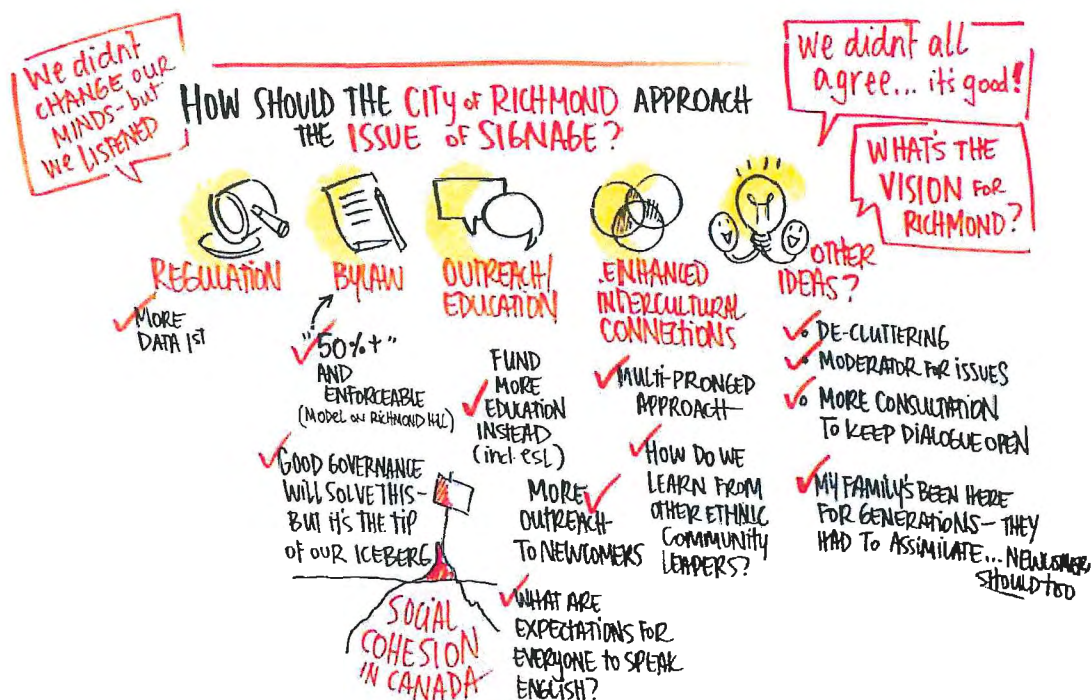 We didnt
CHANGE OUR
MINDS - but
We LISTENED
HOW SHOULD THE CITY of RICHMOND APPROACH
THE ISSUE of SIGNAGE?
we didnt all
agree... it's good!
WHAT'S THE
VISION FOR
RICHMOND?
REGULATION
MORE
DATA 1ST
BYLAW
"50%+"
AND
ENFORCEABLE
(MODEL ON RICHMOND HILL)
GOOD GOVERNANCE
WILL SOLVE THIS -
BUT it's THE TIP
OF OUR ICEBERG
SOCIAL
COHESION
IN CANADA
OUTREACH/
EDUCATION
FUND
MORE
EDUCATION
INSTEAD
(incl. esl)
MORE
OUTREACH
TO NEWCOMERS
WHAT ARE
EXPECTATIONS FOR
EVERYONE TO SPEAK
ENGLISH?
ENHANCED
INTERCULTURAL
CONNECTIONS
MULTI-PRONGED
APPROACH
HOW DO WE
LEARN FROM
OTHER ETHNIC
COMMUNITY
LEADERS?
OTHER
IDEAS?
DE-CLUTTERING
MODERATOR FOR ISSUES
MORE CONSULTATION
TO KEEP DIALOGUE OPEN
MY FAMILY'S BEEN HERE
FOR GENERATIONS - THEY
HAD TO ASSIMILATE... NEWCOMER
SHOULD TOO